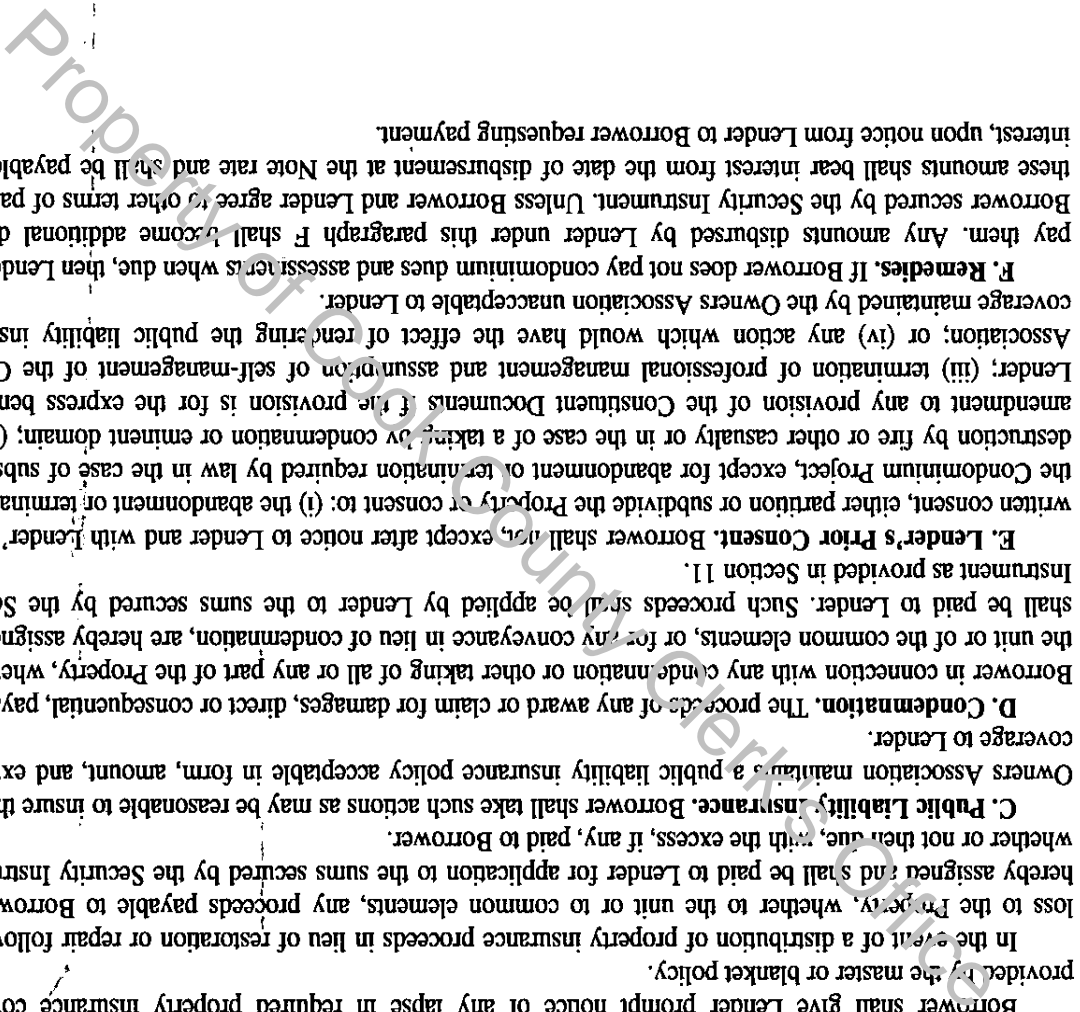 Borrower shall give Lender prompt notice of any lapse in required property insurance co
provided by the master or blanket policy.
In the event of a distribution of property insurance proceeds in lieu of restoration or repair follo
loss to the Property, whether to the unit or to common elements, any proceeds payable to Borrow
hereby assigned and shall be paid to Lender for application to the sums secured by the Security Instru
whether or not then due, with the excess, if any, paid to Borrower.
C. Public Liability Insurance. Borrower shall take such actions as may be reasonable to insure th
Owners Association maintains a public liability insurance policy acceptable in form, amount, and ex
coverage to Lender.
D. Condemnation. The proceeds of any award or claim for damages, direct or consequential, paya
Borrower in connection with any condemnation or other taking of all or any part of the Property, whet
the unit or of the common elements, or for any conveyance in lieu of condemnation, are hereby assigne
shall be paid to Lender. Such proceeds shall be applied by Lender to the sums secured by the Se
Instrument as provided in Section 11.
E. Lender's Prior Consent. Borrower shall not, except after notice to Lender and with Lender'
written consent, either partition or subdivide the Property or consent to: (i) the abandonment or termina
the Condominium Project, except for abandonment or termination required by law in the case of subs
destruction by fire or other casualty or in the case of a taking by condemnation or eminent domain; (
amendment to any provision of the Constituent Documents if the provision is for the express ben
Lender; (iii) termination of professional management and assumption of self-management of the O
Association; or (iv) any action which would have the effect of rendering the public liability ins
coverage maintained by the Owners Association unacceptable to Lender.
F. Remedies. If Borrower does not pay condominium dues and assessments when due, then Lende
pay them. Any amounts disbursed by Lender under this paragraph F shall become additional d
Borrower secured by the Security Instrument. Unless Borrower and Lender agree to other terms of pa
these amounts shall bear interest from the date of disbursement at the Note rate and shall be payable
interest, upon notice from Lender to Borrower requesting payment.
Property of Cook County Clerk's Office